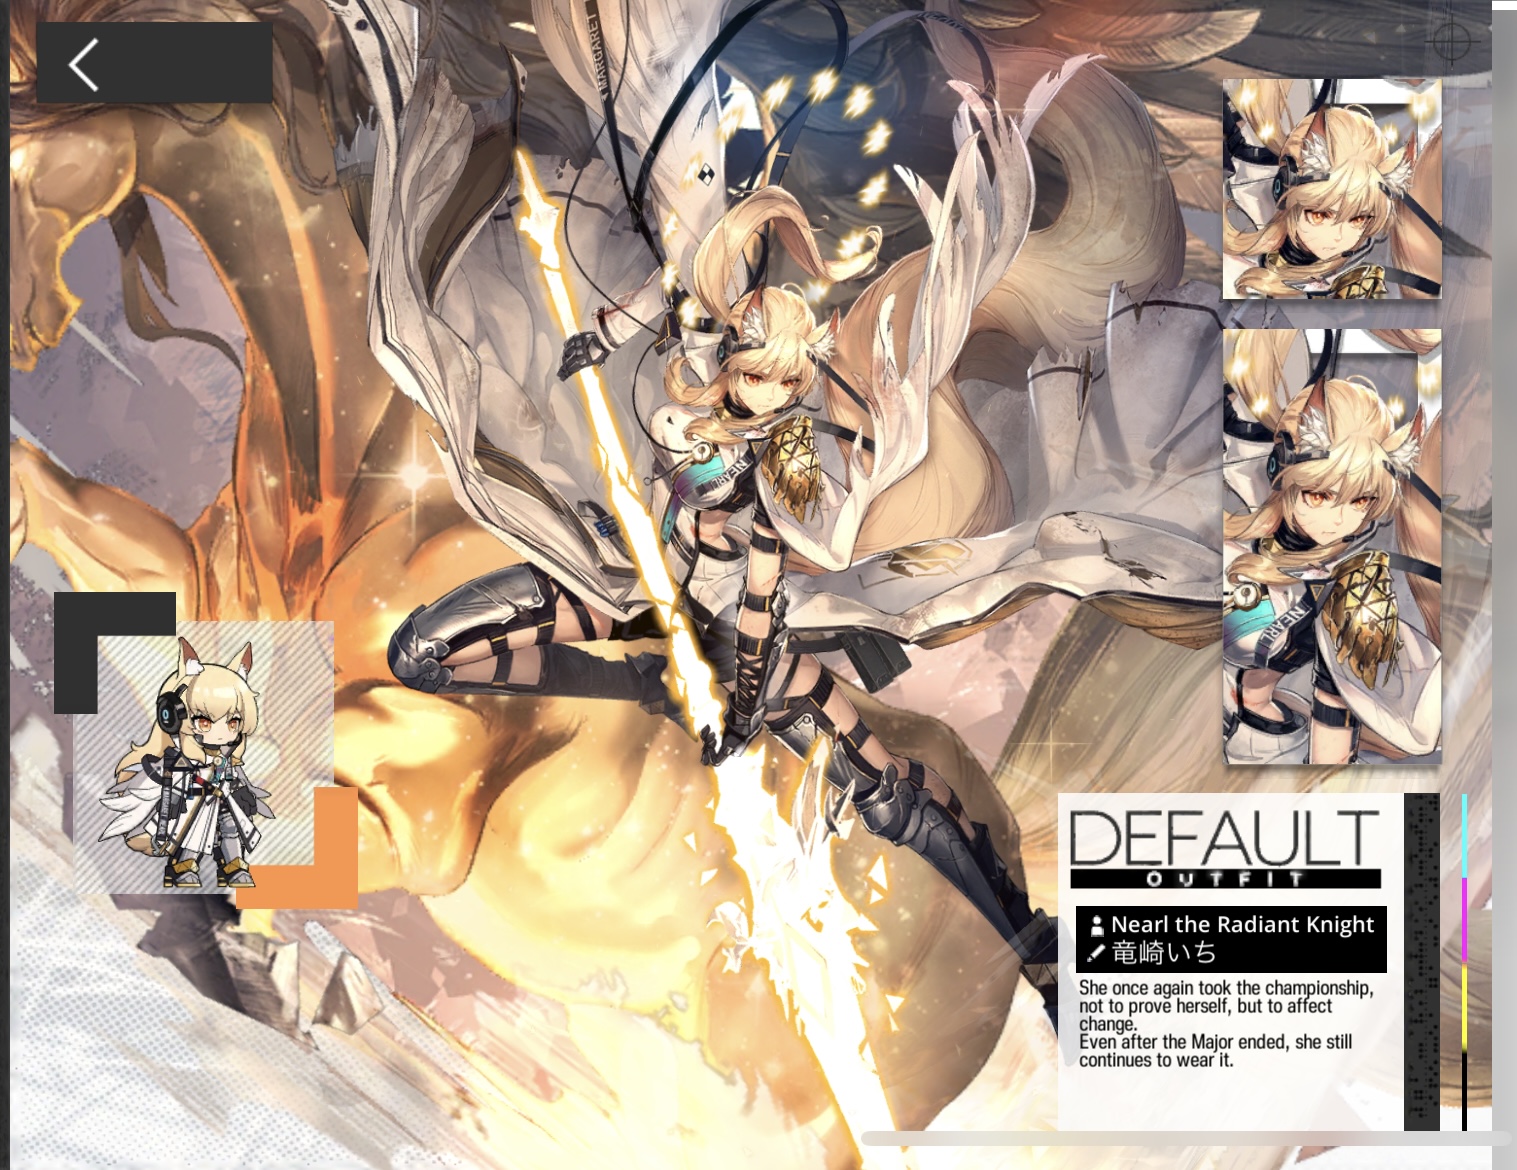 MARGARET
NEARL
NEARL
DEFAULT
OUTFIT
Nearl the Radiant Knight
竜崎いち
She once again took the championship,
not to prove herself, but to affect
change.
Even after the Major ended, she still
continues to wear it.